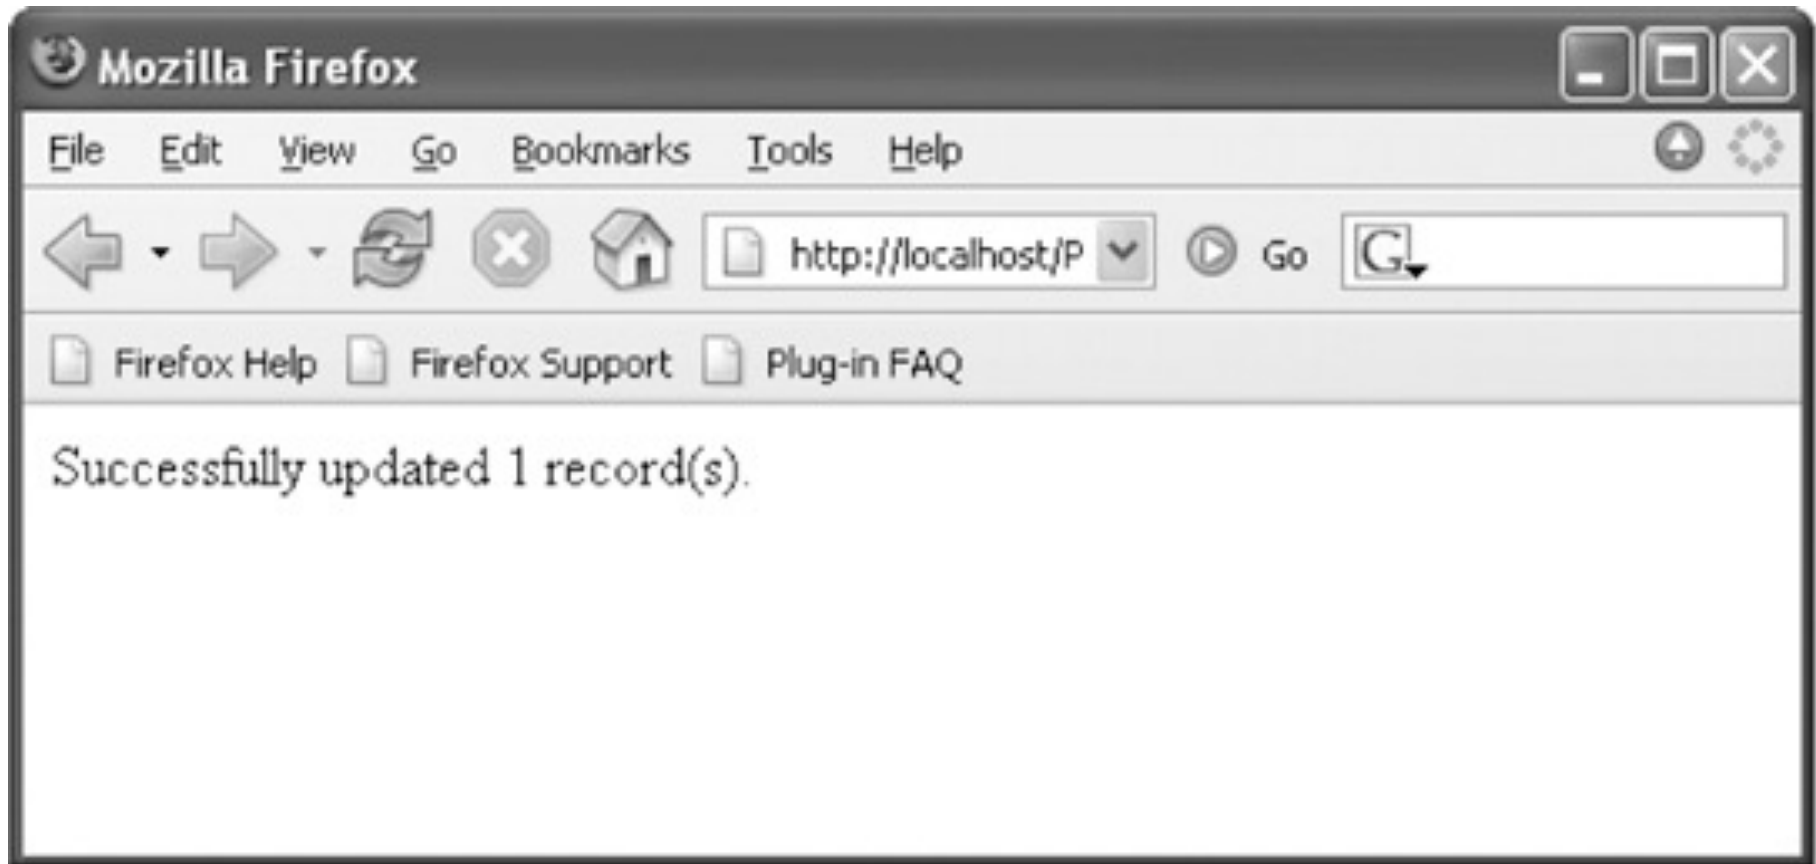 Mozilla Firefox
File Edit View Go Bookmarks Tools Help
http://localhost/P Go G
Firefox Help Firefox Support Plug-in FAQ
Successfully updated 1 record(s).